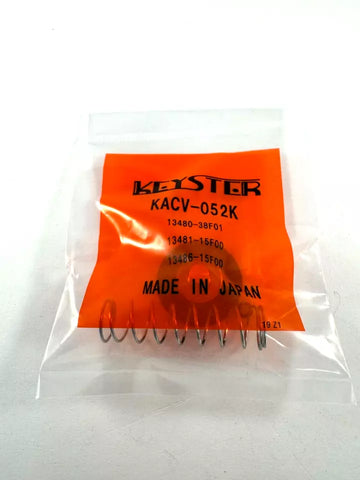 KEYSTER
KACV-052K
13480-38F01
13481-15F00
13486-15F00
MADE IN JAPAN
19 21